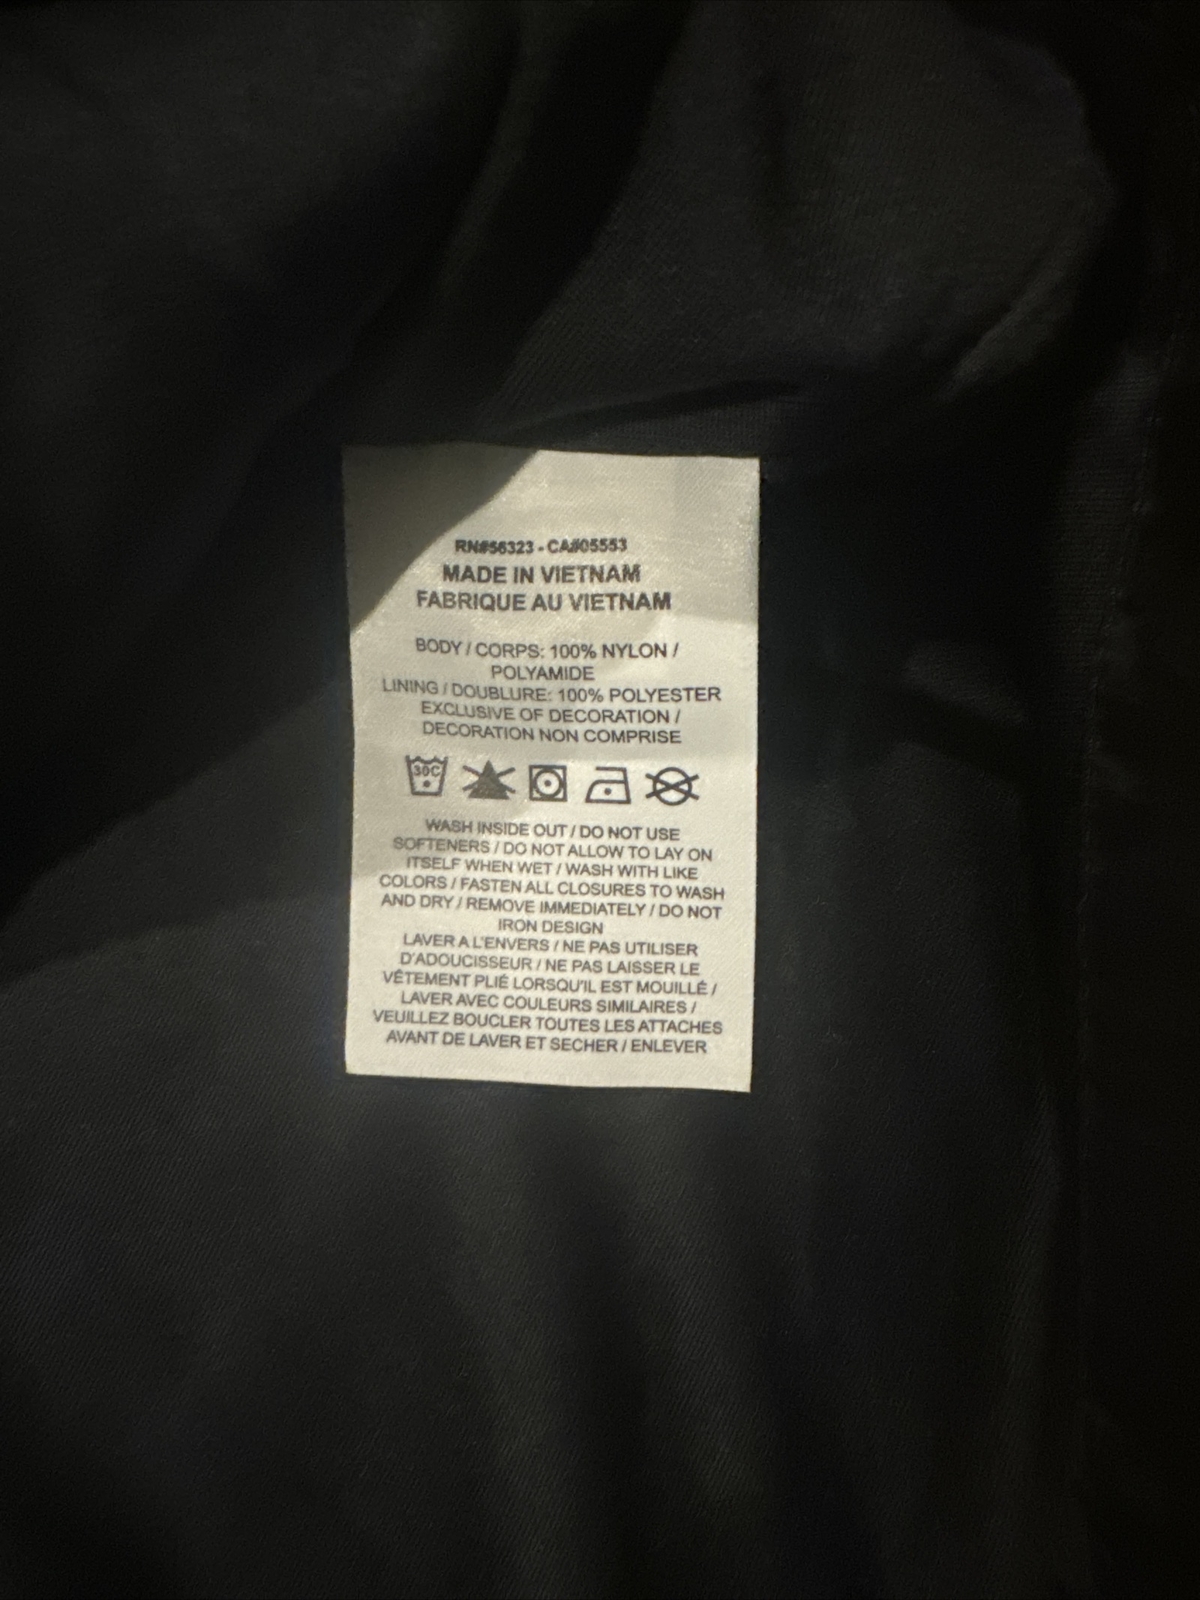 RN#56323 - CA#05553
MADE IN VIETNAM
FABRIQUE AU VIETNAM
BODY / CORPS: 100% NYLON /
POLYAMIDE
LINING / DOUBLURE: 100% POLYESTER
EXCLUSIVE OF DECORATION /
DECORATION NON COMPRISE
30C
WASH INSIDE OUT / DO NOT USE
SOFTENERS / DO NOT ALLOW TO LAY ON
ITSELF WHEN WET / WASH WITH LIKE
COLORS / FASTEN ALL CLOSURES TO WASH
AND DRY / REMOVE IMMEDIATELY / DO NOT
IRON DESIGN
LAVER A L'ENVERS / NE PAS UTILISER
D'ADOUCISSEUR / NE PAS LAISSER LE
VÊTEMENT PLIÉ LORSQU'IL EST MOUILLÉ /
LAVER AVEC COULEURS SIMILAIRES /
VEUILLEZ BOUCLER TOUTES LES ATTACHES
AVANT DE LAVER ET SECHER / ENLEVER